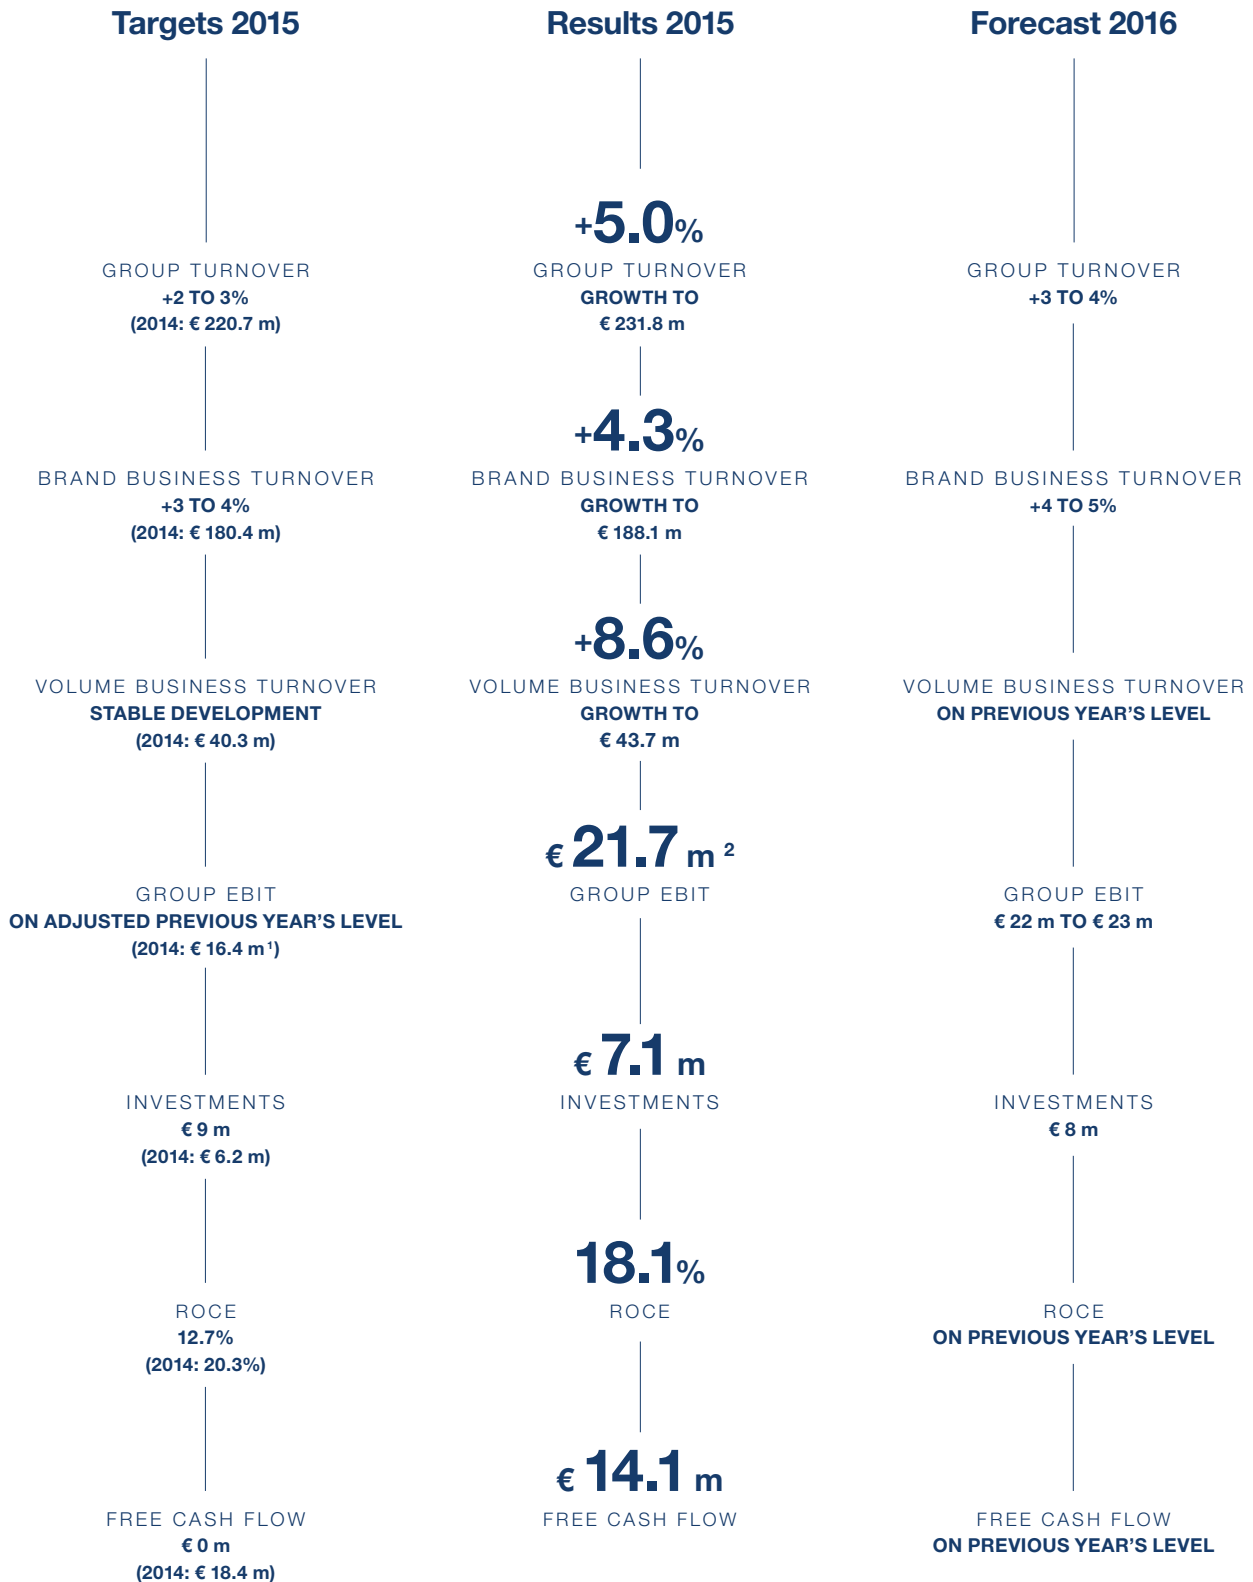 Targets 2015
GROUP TURNOVER
+2 TO 3%
(2014: € 220.7 m)
BRAND BUSINESS TURNOVER
+3 TO 4%
(2014: € 180.4 m)
VOLUME BUSINESS TURNOVER
STABLE DEVELOPMENT
(2014: € 40.3 m)
GROUP EBIT
ON ADJUSTED PREVIOUS YEAR'S LEVEL
(2014: € 16.4 m¹)
INVESTMENTS
€ 9 m
(2014: € 6.2 m)
ROCE
12.7%
(2014: 20.3%)
FREE CASH FLOW
€ 0 m
(2014: € 18.4 m)
Results 2015
+5.0%
GROUP TURNOVER
GROWTH TO
€ 231.8 m
+4.3%
BRAND BUSINESS TURNOVER
GROWTH TO
€ 188.1 m
+8.6%
VOLUME BUSINESS TURNOVER
GROWTH TO
€ 43.7 m
€ 21.7 m ²
GROUP EBIT
€ 7.1 m
INVESTMENTS
18.1%
ROCE
€ 14.1 m
FREE CASH FLOW
Forecast 2016
GROUP TURNOVER
+3 TO 4%
BRAND BUSINESS TURNOVER
+4 TO 5%
VOLUME BUSINESS TURNOVER
ON PREVIOUS YEAR'S LEVEL
GROUP EBIT
€ 22 m TO € 23 m
INVESTMENTS
€ 8 m
ROCE
ON PREVIOUS YEAR'S LEVEL
FREE CASH FLOW
ON PREVIOUS YEAR'S LEVEL